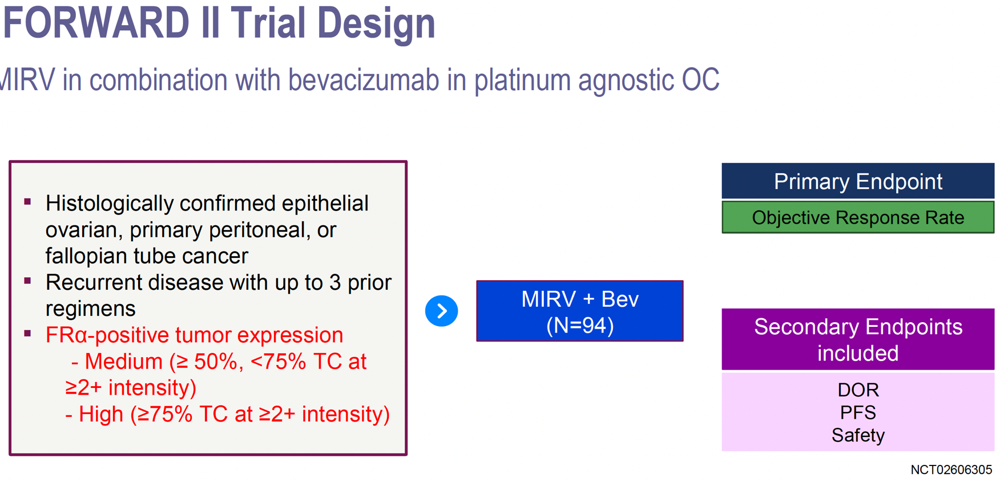 FORWARD II Trial Design
MIRV in combination with bevacizumab in platinum agnostic OC
▪ Histologically confirmed epithelial
ovarian, primary peritoneal, or
fallopian tube cancer
▪ Recurrent disease with up to 3 prior
regimens
▪ FRα-positive tumor expression
- Medium (≥ 50%, <75% TC at
≥2+ intensity)
- High (≥75% TC at ≥2+ intensity)
MIRV + Bev
(N=94)
Primary Endpoint
Objective Response Rate
Secondary Endpoints
included
DOR
PFS
Safety
NCT02606305